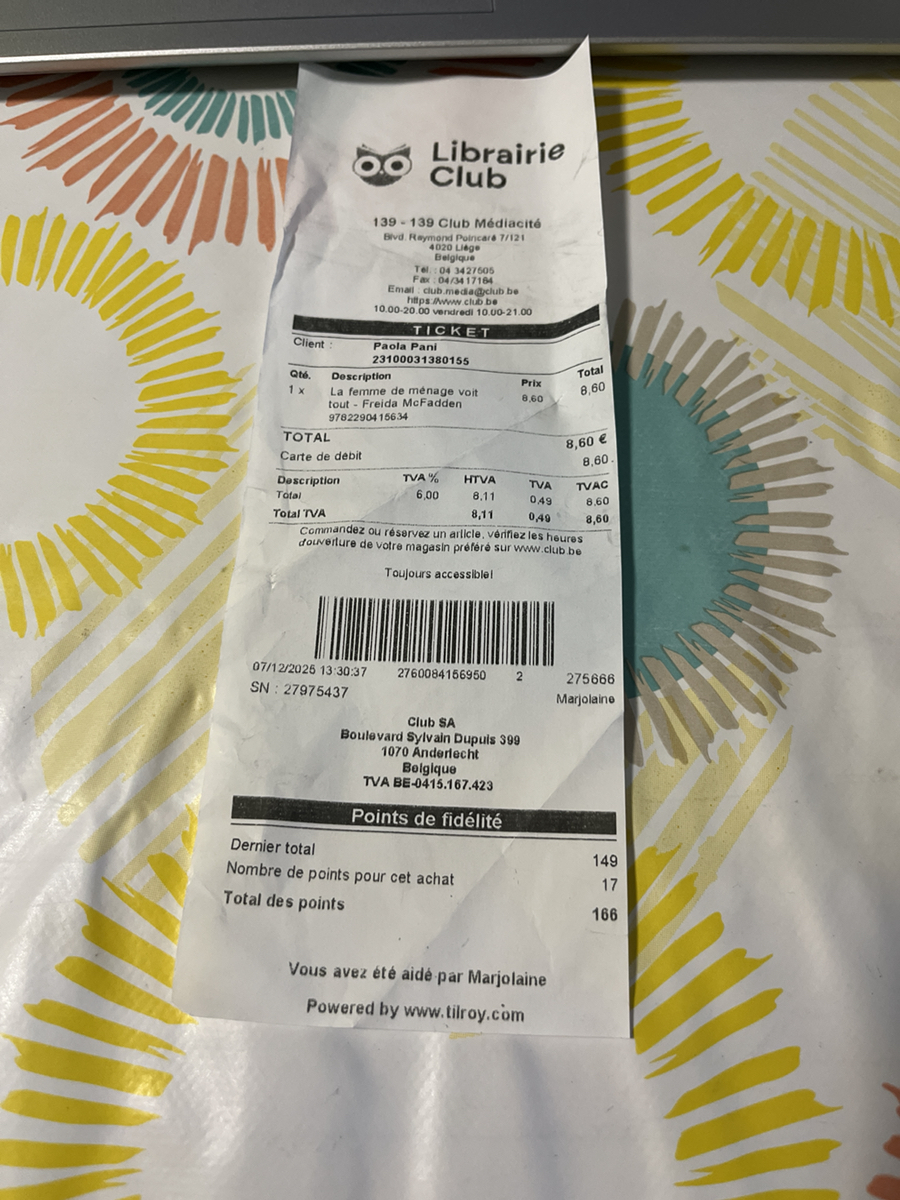 Librairie
Club
139 - 139 Club Médiacité
Blvd. Raymond Poincaré 7/121
4020 Liège
Belgique
Tél. : 04 3427605
Fax : 04/3417164
Email : club.media@club.be
https://www.club.be
10.00-20.00 vendredi 10.00-21.00
TICKET
Client : Paola Pani
23100031380155
Qté. Description Prix Total
1 x La femme de ménage voit 8,60 8,60
tout - Freida McFadden
9782290415634
TOTAL 8,60 €
Carte de débit 8,60
Description TVA % HTVA TVA TVAC
Total 6,00 8,11 0,49 8,60
Total TVA 8,11 0,49 8,60
Commandez ou réservez un article, vérifiez les heures
d'ouverture de votre magasin préféré sur www.club.be
Toujours accessible!
07/12/2025 13:30:37 2760084156950 2 275666
SN : 27975437 Marjolaine
Club SA
Boulevard Sylvain Dupuis 399
1070 Anderlecht
Belgique
TVA BE-0415.167.423
Points de fidélité
Dernier total 149
Nombre de points pour cet achat 17
Total des points 166
Vous avez été aidé par Marjolaine
Powered by www.tilroy.com